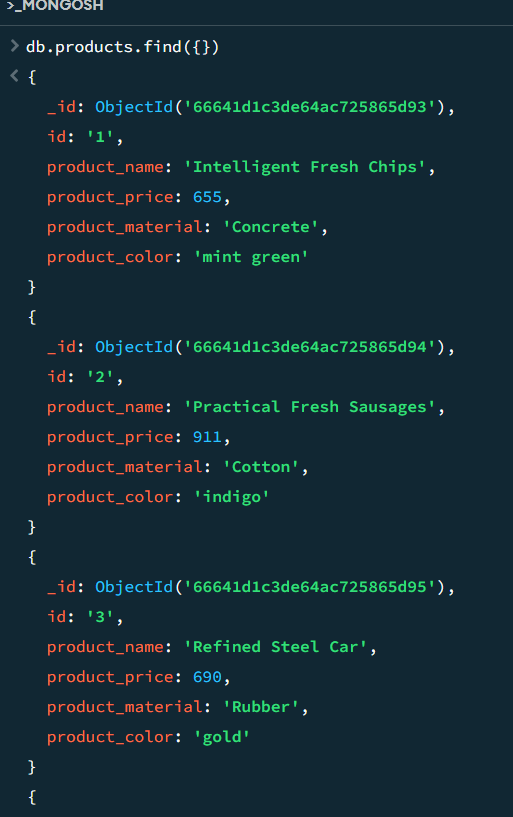 >_MONGOSH
> db.products.find({})
< {
_id: ObjectId('66641d1c3de64ac725865d93'),
id: '1',
product_name: 'Intelligent Fresh Chips',
product_price: 655,
product_material: 'Concrete',
product_color: 'mint green'
}
{
_id: ObjectId('66641d1c3de64ac725865d94'),
id: '2',
product_name: 'Practical Fresh Sausages',
product_price: 911,
product_material: 'Cotton',
product_color: 'indigo'
}
{
_id: ObjectId('66641d1c3de64ac725865d95'),
id: '3',
product_name: 'Refined Steel Car',
product_price: 690,
product_material: 'Rubber',
product_color: 'gold'
}
{